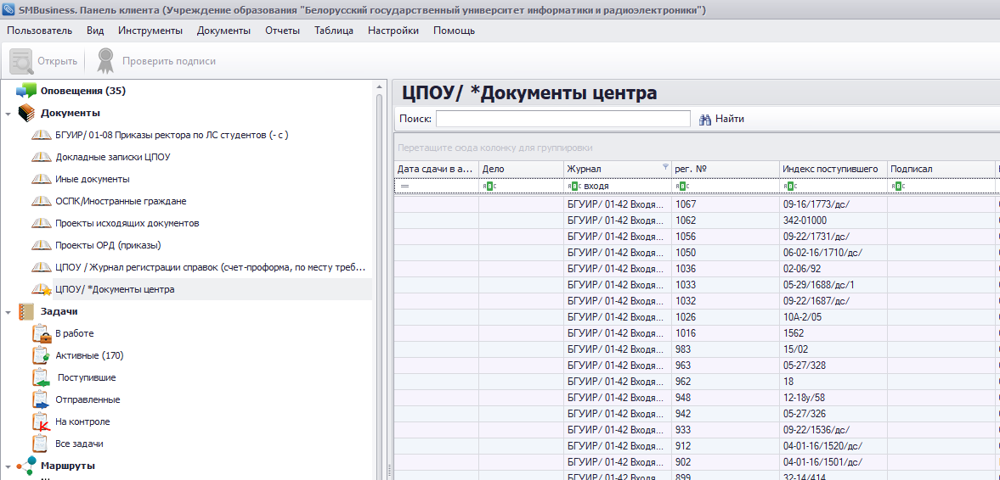 SMBusiness. Панель клиента (Учреждение образования "Белорусский государственный университет информатики и радиоэлектроники")
Пользователь Вид Инструменты Документы Отчеты Таблица Настройки Помощь
Открыть Проверить подписи
Оповещения (35)
Документы
БГУИР/ 01-08 Приказы ректора по ЛС студентов (- с )
Докладные записки ЦПОУ
Иные документы
ОСПК/Иностранные граждане
Проекты исходящих документов
Проекты ОРД (приказы)
ЦПОУ / Журнал регистрации справок (счет-проформа, по месту треб...
ЦПОУ/ *Документы центра
Задачи
В работе
Активные (170)
Поступившие
Отправленные
На контроле
Все задачи
Маршруты
ЦПОУ/ *Документы центра
Поиск: Найти
Перетащите сюда колонку для группировки
Дата сдачи в а... Дело Журнал рег. № Индекс поступившего Подписал
= ABC ABC входя ABC ABC ABC
БГУИР/ 01-42 Входя... 1067 09-16/1773/дс/
БГУИР/ 01-42 Входя... 1062 342-01000
БГУИР/ 01-42 Входя... 1056 09-22/1731/дс/
БГУИР/ 01-42 Входя... 1050 06-02-16/1710/дс/
БГУИР/ 01-42 Входя... 1036 02-06/92
БГУИР/ 01-42 Входя... 1033 05-29/1688/дс/1
БГУИР/ 01-42 Входя... 1032 09-22/1687/дс/
БГУИР/ 01-42 Входя... 1026 10А-2/05
БГУИР/ 01-42 Входя... 1016 1562
БГУИР/ 01-42 Входя... 983 15/02
БГУИР/ 01-42 Входя... 963 05-27/328
БГУИР/ 01-42 Входя... 962 18
БГУИР/ 01-42 Входя... 948 12-18у/58
БГУИР/ 01-42 Входя... 942 05-27/326
БГУИР/ 01-42 Входя... 933 09-22/1536/дс/
БГУИР/ 01-42 Входя... 912 04-01-16/1520/дс/
БГУИР/ 01-42 Входя... 902 04-01-16/1501/дс/
БГУИР/ 01-42 Входя... 899 32-14/414